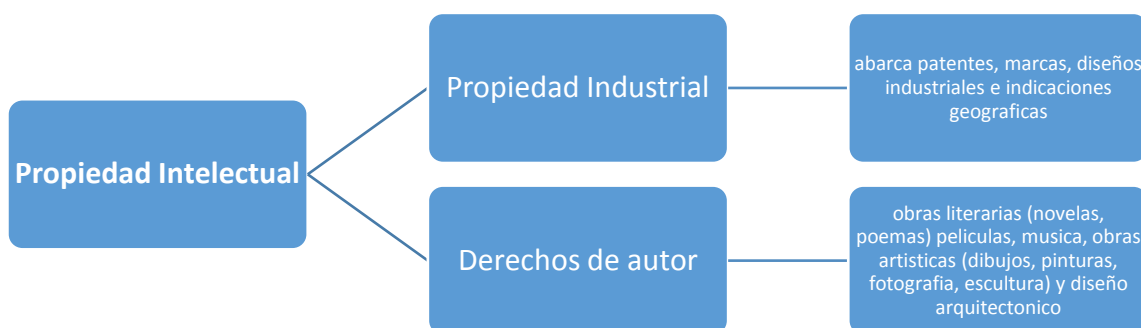 Propiedad Intelectual
Propiedad Industrial
abarca patentes, marcas, diseños
industriales e indicaciones
geograficas
Derechos de autor
obras literarias (novelas,
poemas) peliculas, musica, obras
artisticas (dibujos, pinturas,
fotografia, escultura) y diseño
arquitectonico